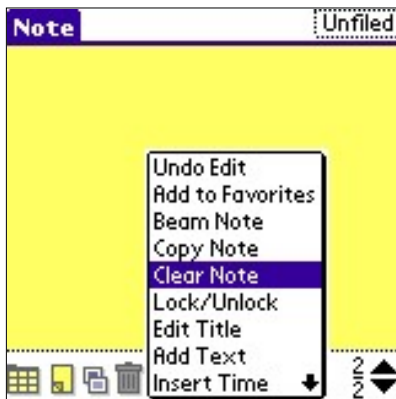 Note
Unfiled
Undo Edit
Add to Favorites
Beam Note
Copy Note
Clear Note
Lock/Unlock
Edit Title
Add Text
Insert Time
2
2